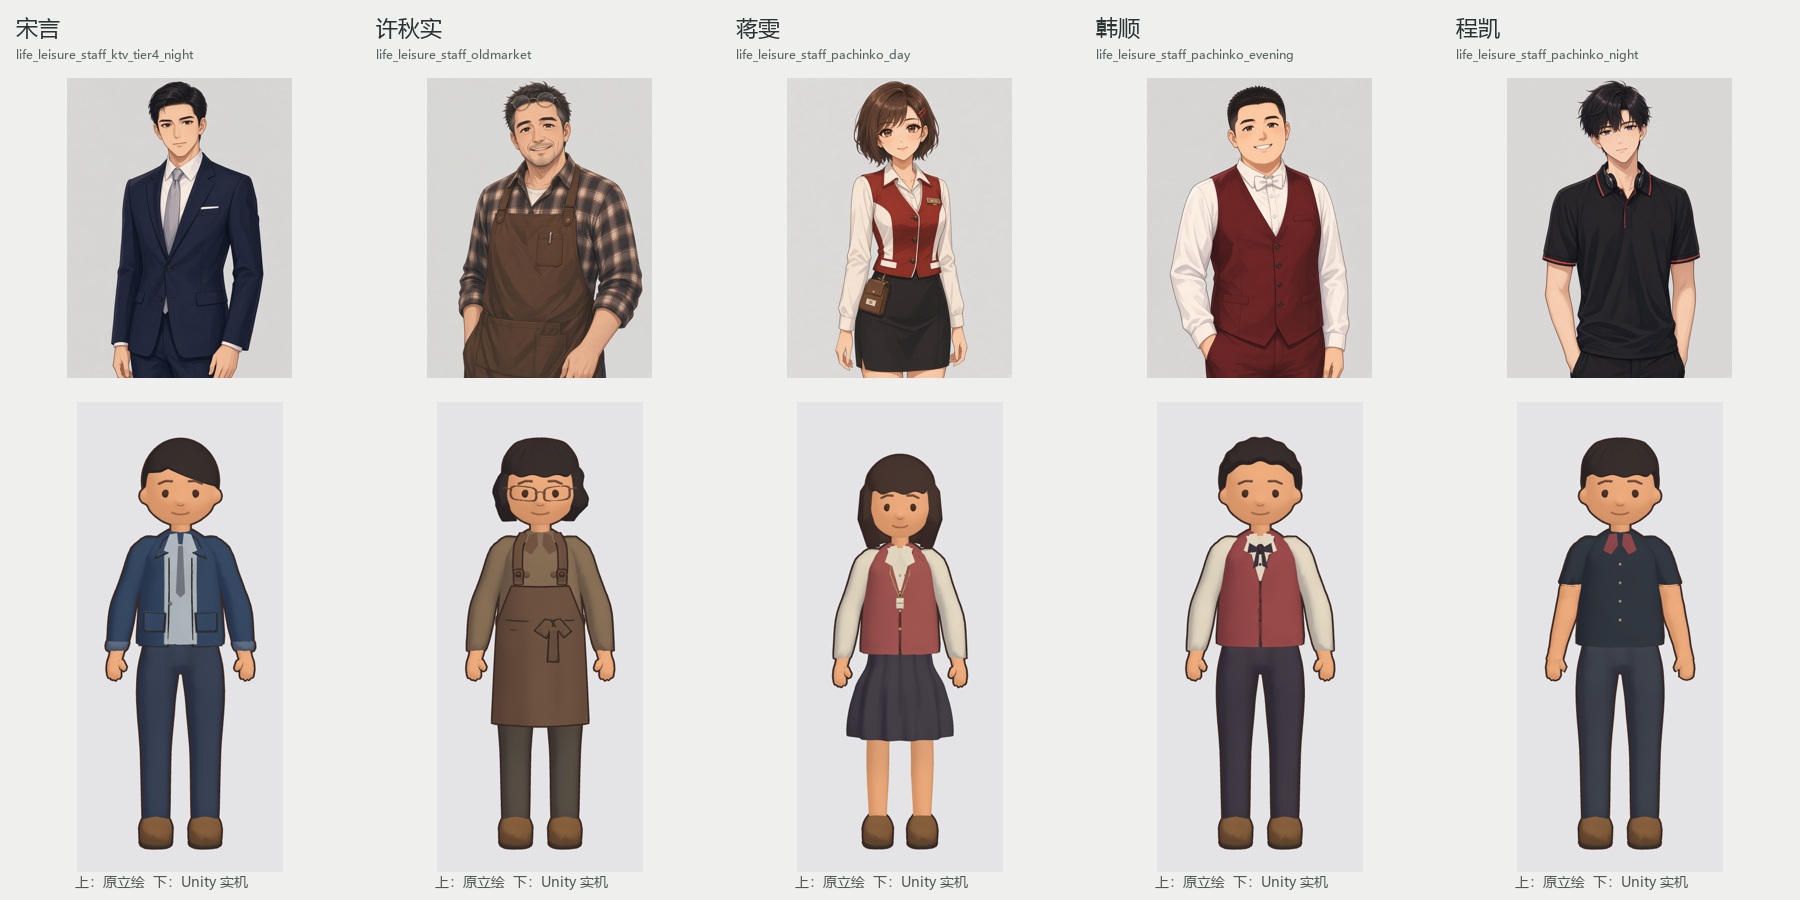 宋言
life_leisure_staff_ktv_tier4_night
许秋实
life_leisure_staff_oldmarket
蒋雯
life_leisure_staff_pachinko_day
韩顺
life_leisure_staff_pachinko_evening
程凯
life_leisure_staff_pachinko_night
上：原立绘 下：Unity 实机
上：原立绘 下：Unity 实机
上：原立绘 下：Unity 实机
上：原立绘 下：Unity 实机
上：原立绘 下：Unity 实机